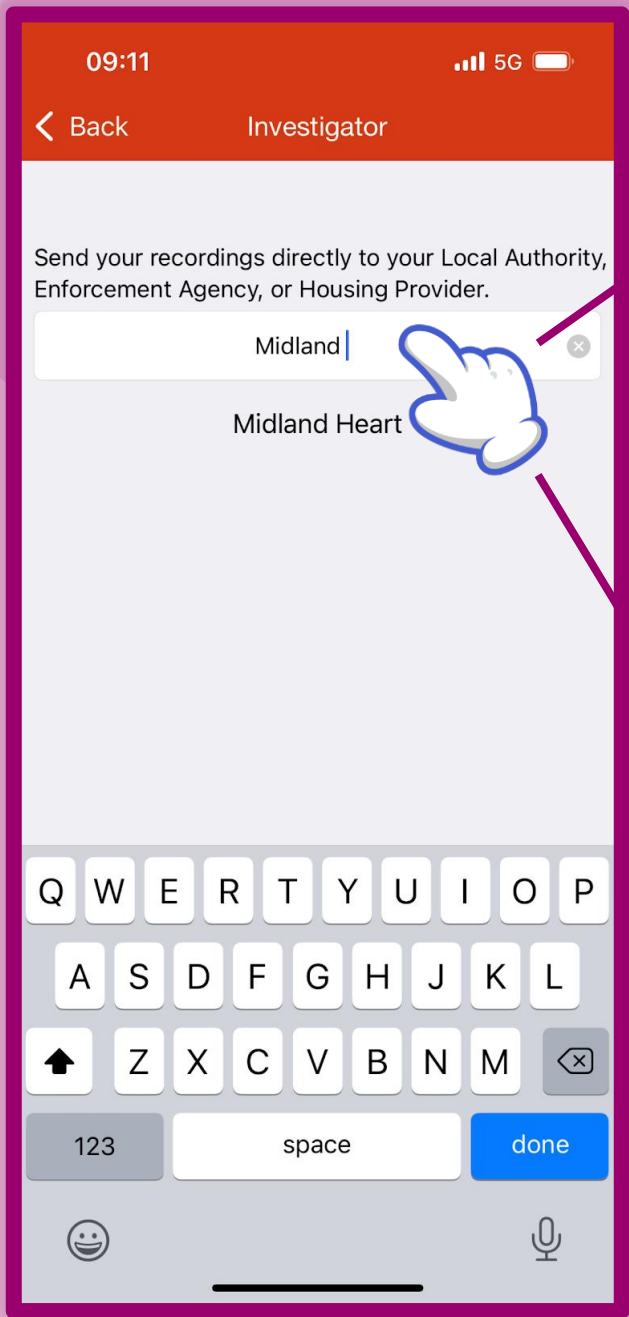 09:11 5G
Back Investigator
Send your recordings directly to your Local Authority,
Enforcement Agency, or Housing Provider.
Midland
Midland Heart
Q W E R T Y U I O P
A S D F G H J K L
Z X C V B N M
123 space done